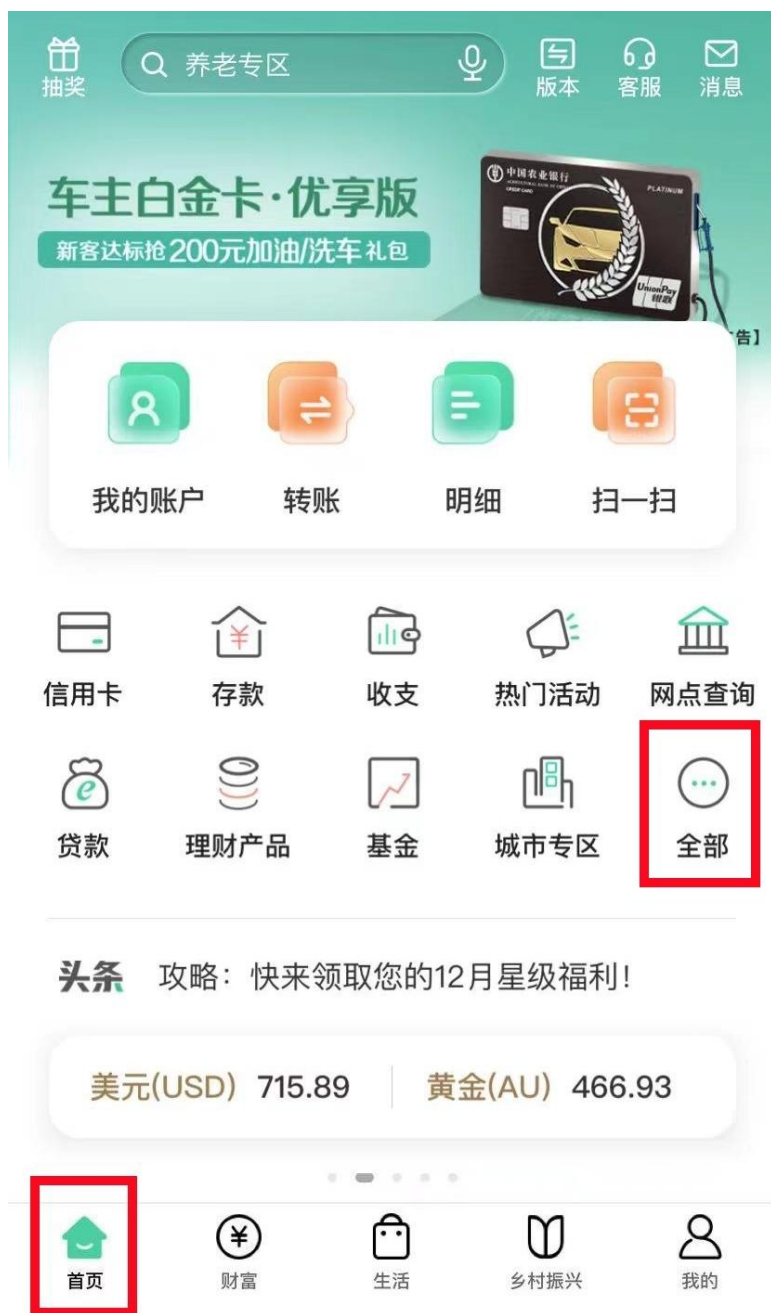 养老专区
抽奖 版本 客服 消息
车主白金卡·优享版
新客达标抢200元加油/洗车礼包
中国农业银行
PLATINUM
UnionPay
银联
告】
我的账户 转账 明细 扫一扫
信用卡 存款 收支 热门活动 网点查询
贷款 理财产品 基金 城市专区 全部
头条 攻略：快来领取您的12月星级福利！
美元(USD) 715.89 黄金(AU) 466.93
首页 财富 生活 乡村振兴 我的